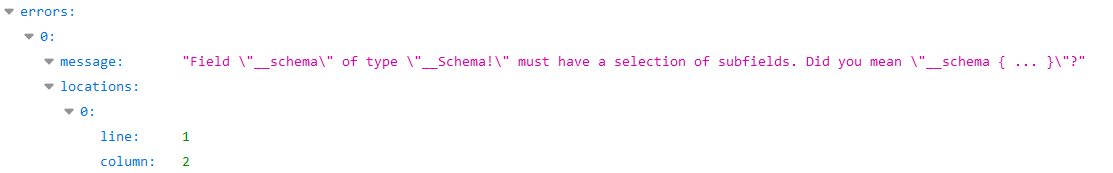 errors:
0:
message: "Field \"__schema\" of type \"__Schema!\" must have a selection of subfields. Did you mean \"__schema { ... }\"?"
locations:
0:
line: 1
column: 2